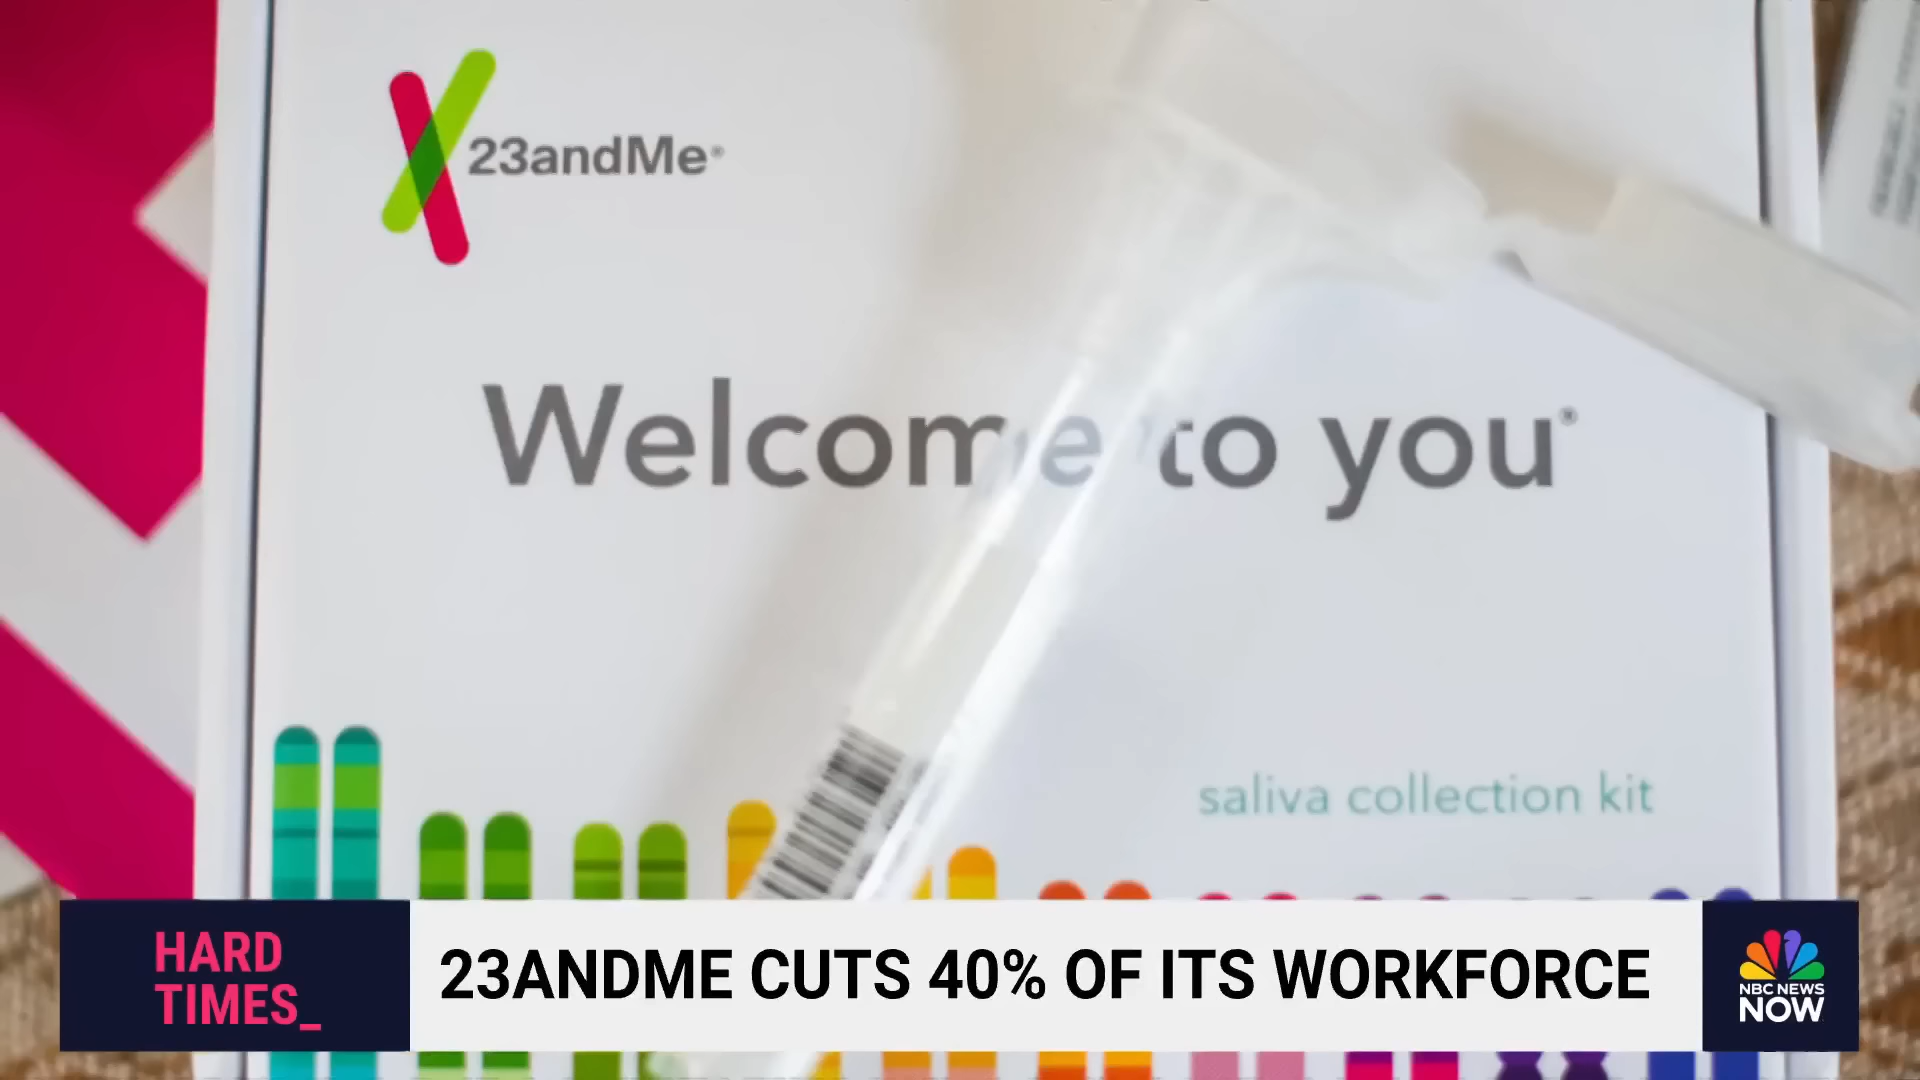 23andMe®
Welcome to you®
saliva collection kit
HARD
TIMES_
23ANDME CUTS 40% OF ITS WORKFORCE
NBC NEWS
NOW